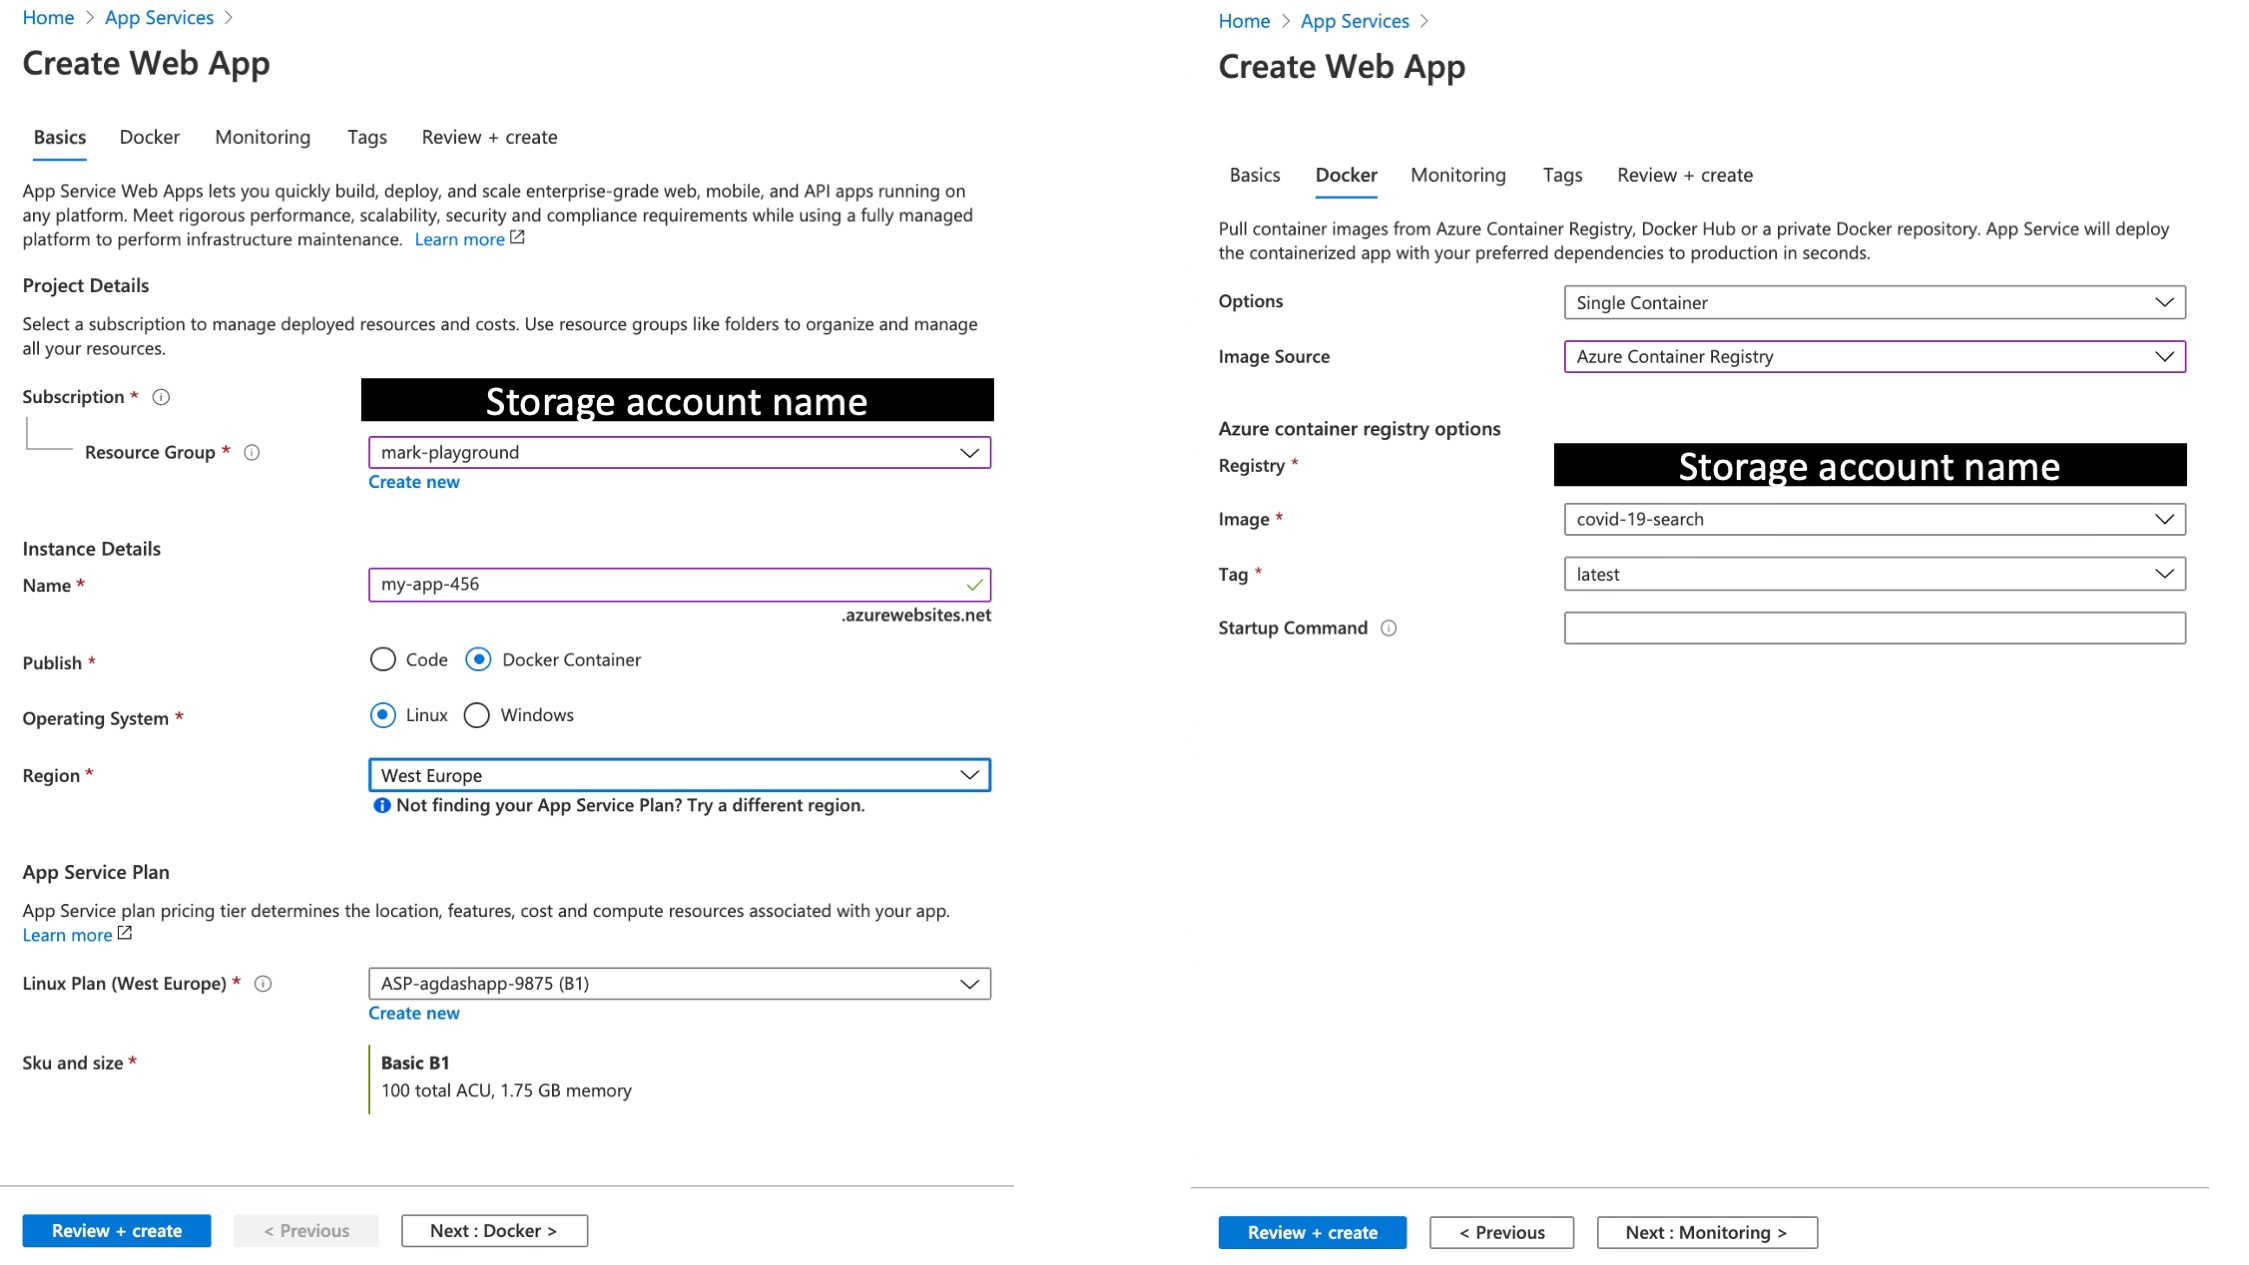 Home > App Services >
Create Web App
Basics Docker Monitoring Tags Review + create
App Service Web Apps lets you quickly build, deploy, and scale enterprise-grade web, mobile, and API apps running on
any platform. Meet rigorous performance, scalability, security and compliance requirements while using a fully managed
platform to perform infrastructure maintenance. Learn more
Project Details
Select a subscription to manage deployed resources and costs. Use resource groups like folders to organize and manage
all your resources.
Subscription *
Storage account name
Resource Group *
mark-playground
Create new
Instance Details
Name *
my-app-456
.azurewebsites.net
Publish *
Code Docker Container
Operating System *
Linux Windows
Region *
West Europe
Not finding your App Service Plan? Try a different region.
App Service Plan
App Service plan pricing tier determines the location, features, cost and compute resources associated with your app.
Learn more
Linux Plan (West Europe) *
ASP-agdashapp-9875 (B1)
Create new
Sku and size *
Basic B1
100 total ACU, 1.75 GB memory
Review + create < Previous Next : Docker >
Home > App Services >
Create Web App
Basics Docker Monitoring Tags Review + create
Pull container images from Azure Container Registry, Docker Hub or a private Docker repository. App Service will deploy
the containerized app with your preferred dependencies to production in seconds.
Options
Single Container
Image Source
Azure Container Registry
Azure container registry options
Registry *
Storage account name
Image *
covid-19-search
Tag *
latest
Startup Command
Review + create < Previous Next : Monitoring >